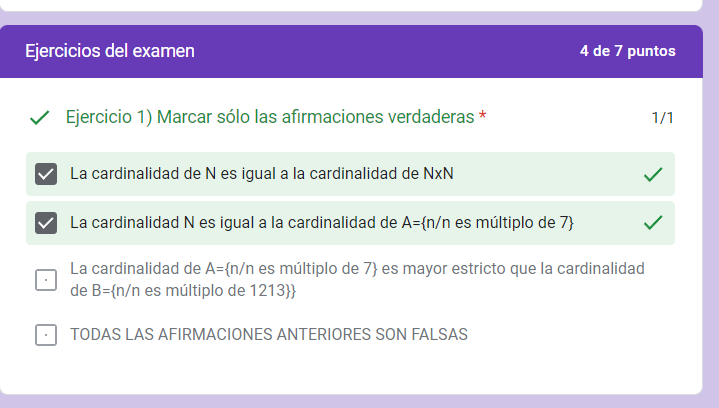 Ejercicios del examen 4 de 7 puntos
Ejercicio 1) Marcar sólo las afirmaciones verdaderas * 1/1
La cardinalidad de N es igual a la cardinalidad de NxN
La cardinalidad N es igual a la cardinalidad de A={n/n es múltiplo de 7}
La cardinalidad de A={n/n es múltiplo de 7} es mayor estricto que la cardinalidad
de B={n/n es múltiplo de 1213}}
TODAS LAS AFIRMACIONES ANTERIORES SON FALSAS